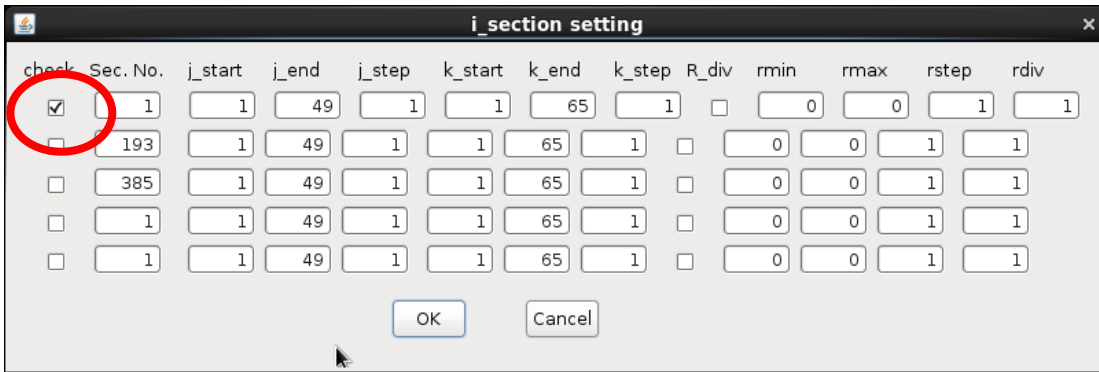 i_section setting
check Sec. No. j_start j_end j_step k_start k_end k_step R_div rmin rmax rstep rdiv
1 1 49 1 1 65 1 0 0 1 1
193 1 49 1 1 65 1 0 0 1 1
385 1 49 1 1 65 1 0 0 1 1
1 1 49 1 1 65 1 0 0 1 1
1 1 49 1 1 65 1 0 0 1 1
OK Cancel